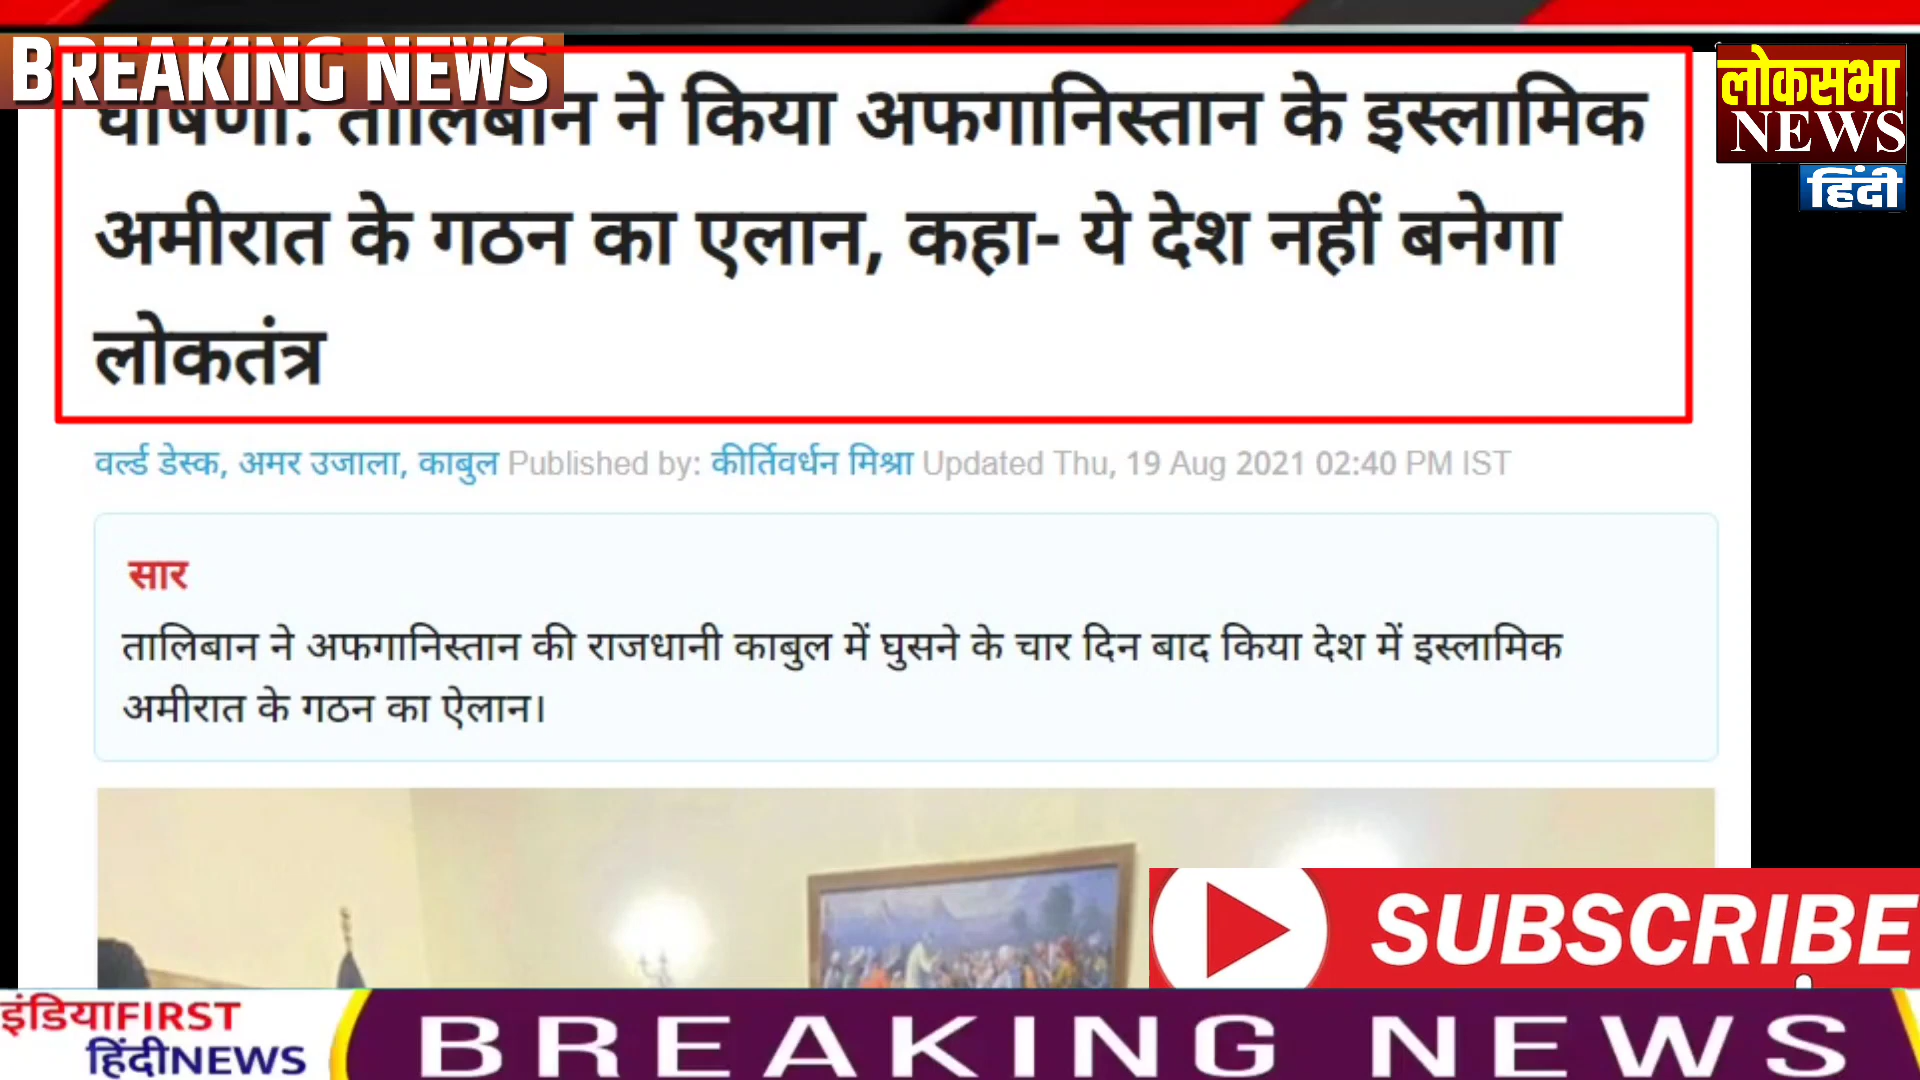 BREAKING NEWS
लोकसभा
NEWS
हिंदी
घोषणा: तालिबान ने किया अफगानिस्तान के इस्लामिक
अमीरात के गठन का एलान, कहा- ये देश नहीं बनेगा
लोकतंत्र
वर्ल्ड डेस्क, अमर उजाला, काबुल Published by: कीर्तिवर्धन मिश्रा Updated Thu, 19 Aug 2021 02:40 PM IST
सार
तालिबान ने अफगानिस्तान की राजधानी काबुल में घुसने के चार दिन बाद किया देश में इस्लामिक
अमीरात के गठन का ऐलान।
SUBSCRIBE
इंडियाFIRST
हिंदीNEWS
BREAKING NEWS